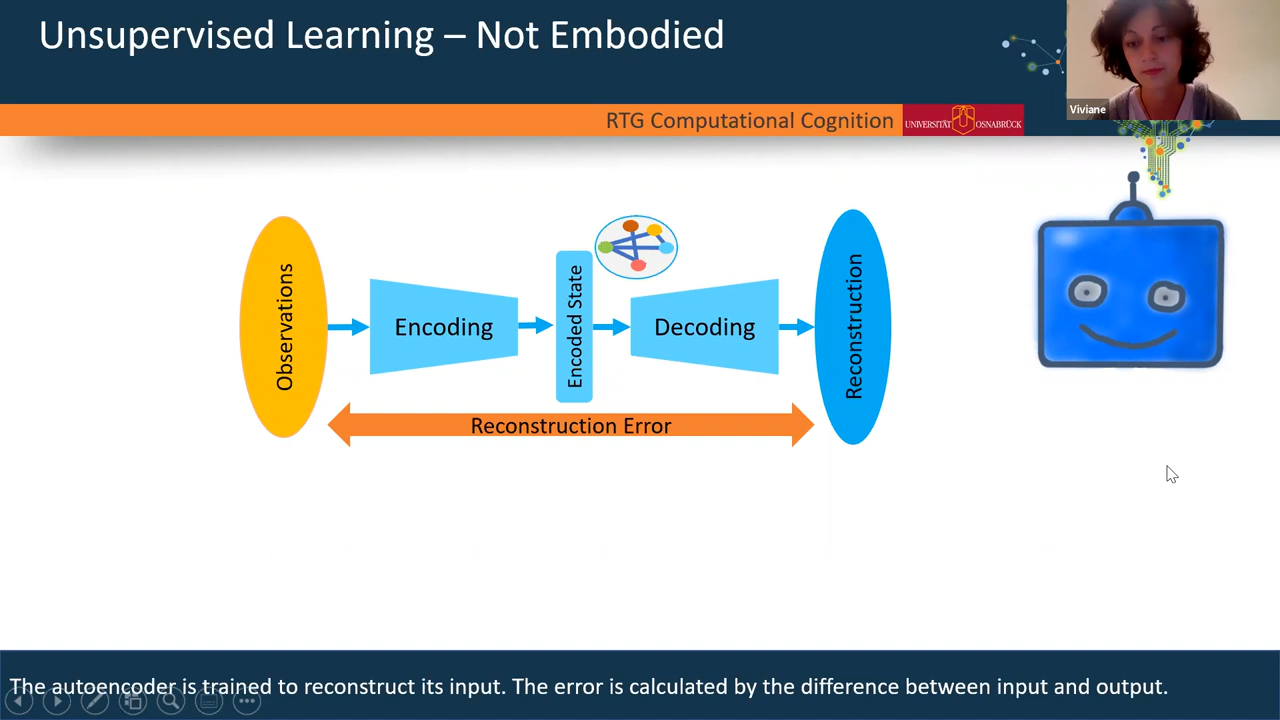 Unsupervised Learning – Not Embodied
Viviane
RTG Computational Cognition
UNIVERSITÄT OSNABRÜCK
Observations
Encoding
Encoded State
Decoding
Reconstruction
Reconstruction Error
The autoencoder is trained to reconstruct its input. The error is calculated by the difference between input and output.